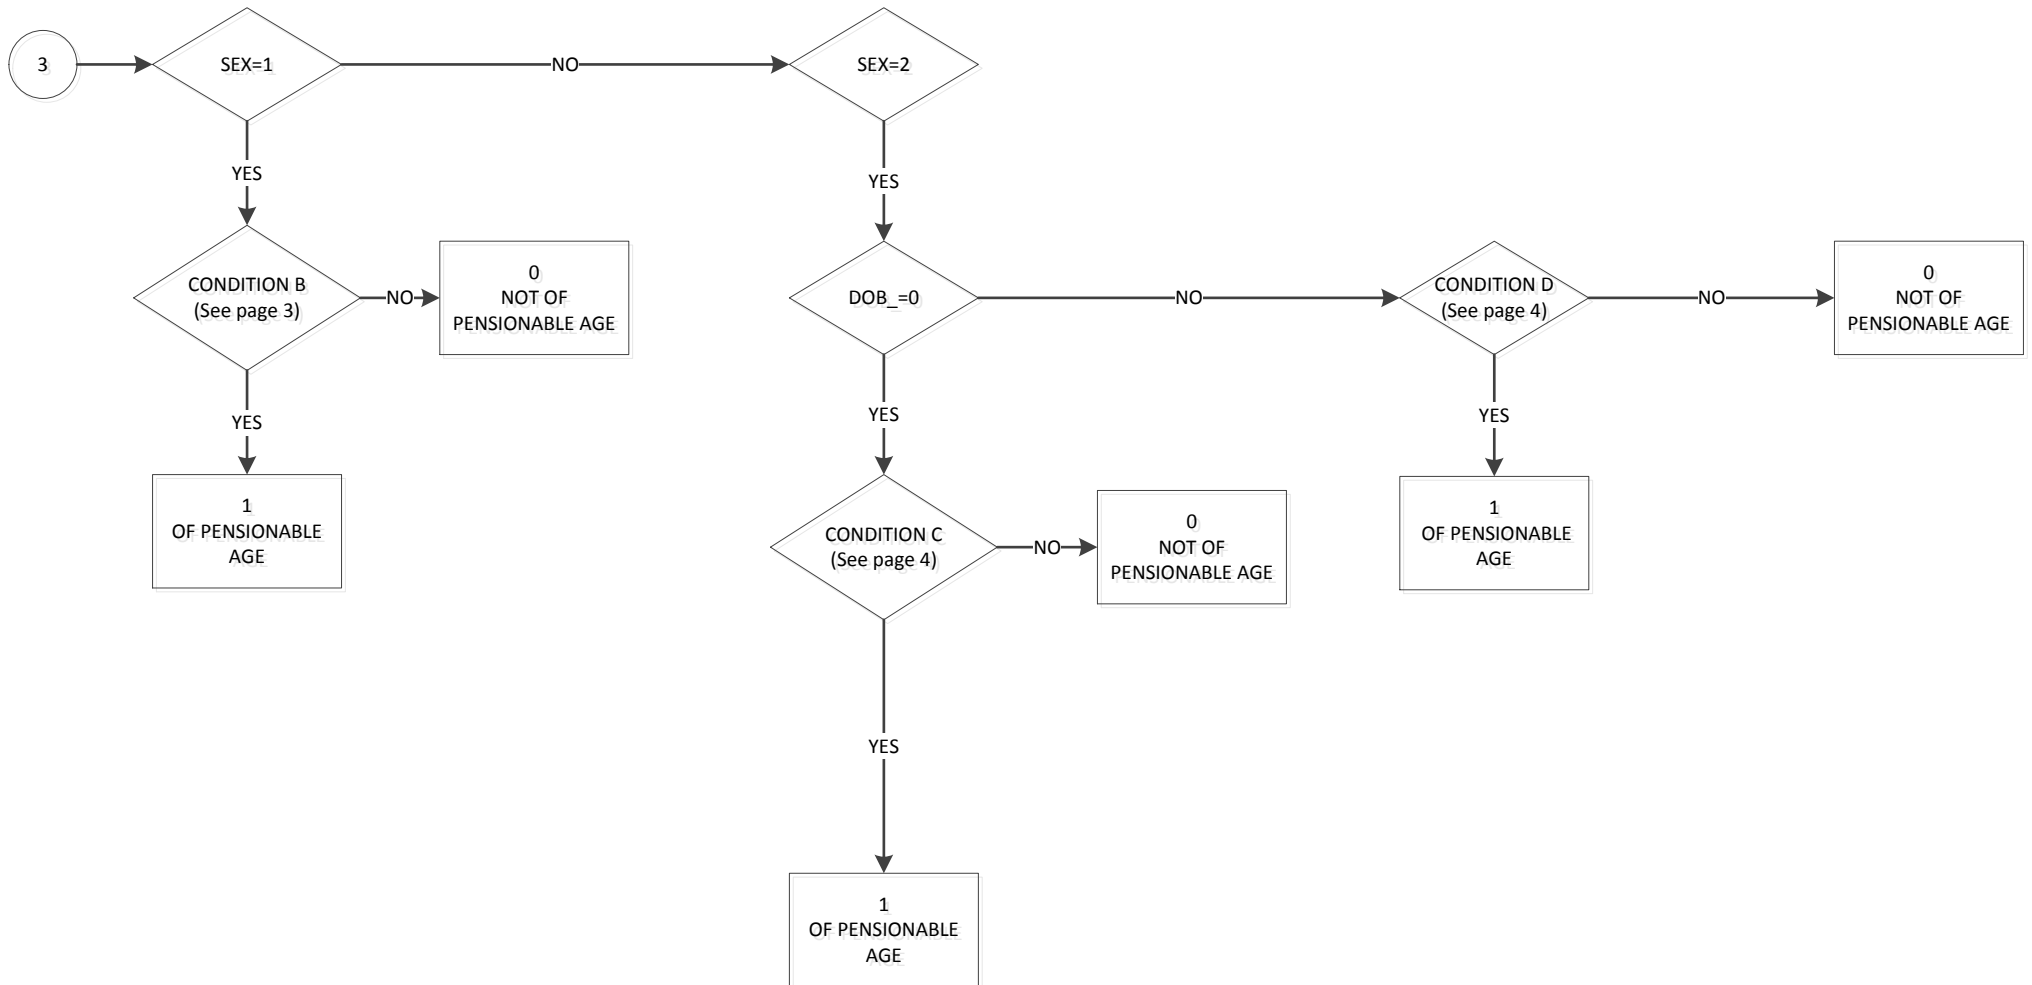 3
SEX=1
NO
SEX=2
YES
YES
CONDITION B
(See page 3)
NO
0
NOT OF
PENSIONABLE AGE
DOB_=0
NO
CONDITION D
(See page 4)
NO
0
NOT OF
PENSIONABLE AGE
YES
YES
YES
1
OF PENSIONABLE
AGE
CONDITION C
(See page 4)
NO
0
NOT OF
PENSIONABLE AGE
1
OF PENSIONABLE
AGE
YES
1
OF PENSIONABLE
AGE